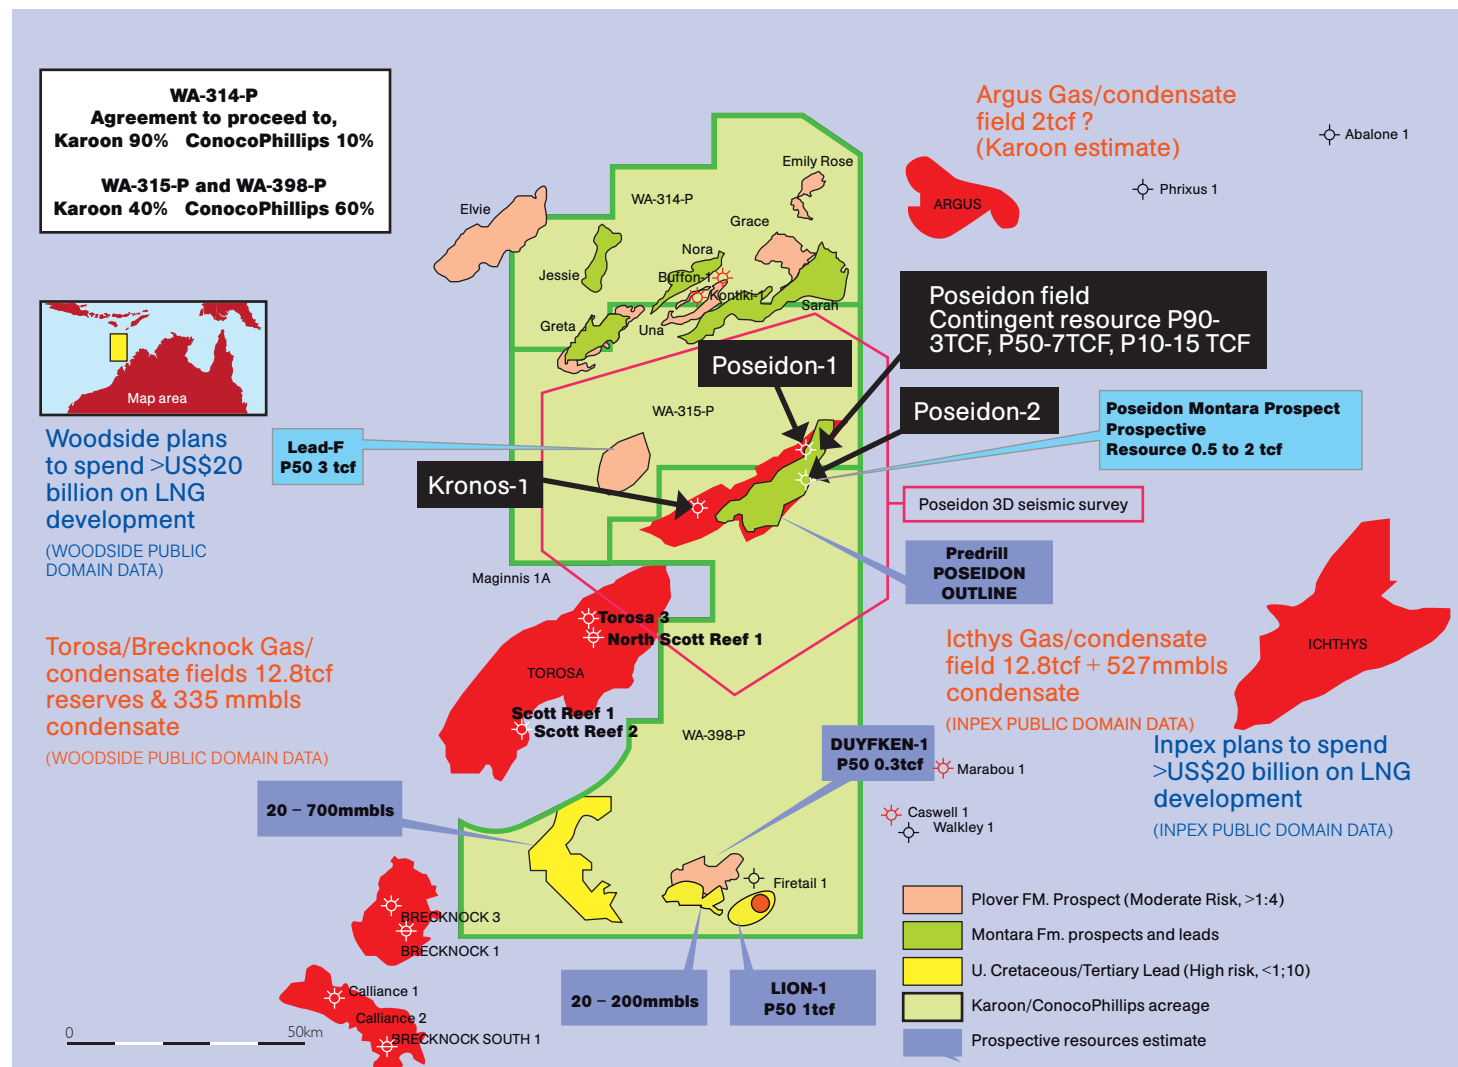 WA-314-P
Agreement to proceed to,
Karoon 90% ConocoPhillips 10%
WA-315-P and WA-398-P
Karoon 40% ConocoPhillips 60%
Argus Gas/condensate
field 2tcf ?
(Karoon estimate)
Abalone 1
Phrixus 1
ARGUS
Emily Rose
WA-314-P
Elvie
Grace
Nora
Jessie
Buffon-1
Kontiki-1
Sarah
Greta
Una
Poseidon field
Contingent resource P90-
3TCF, P50-7TCF, P10-15 TCF
Poseidon-1
Map area
WA-315-P
Poseidon-2
Poseidon Montara Prospect
Prospective
Resource 0.5 to 2 tcf
Woodside plans
to spend >US$20
billion on LNG
development
(WOODSIDE PUBLIC
DOMAIN DATA)
Lead-F
P50 3 tcf
Kronos-1
Poseidon 3D seismic survey
Predrill
POSEIDON
OUTLINE
Maginnis 1A
Torosa 3
North Scott Reef 1
TOROSA
Scott Reef 1
Scott Reef 2
Torosa/Brecknock Gas/
condensate fields 12.8tcf
reserves & 335 mmbls
condensate
(WOODSIDE PUBLIC DOMAIN DATA)
Icthys Gas/condensate
field 12.8tcf + 527mmbls
condensate
(INPEX PUBLIC DOMAIN DATA)
ICHTHYS
WA-398-P
DUYFKEN-1
P50 0.3tcf
Marabou 1
Inpex plans to spend
>US$20 billion on LNG
development
(INPEX PUBLIC DOMAIN DATA)
20 – 700mmbls
Caswell 1
Walkley 1
Firetail 1
BRECKNOCK 3
BRECKNOCK 1
Calliance 1
Calliance 2
BRECKNOCK SOUTH 1
20 – 200mmbls
LION-1
P50 1tcf
Plover FM. Prospect (Moderate Risk, >1:4)
Montara Fm. prospects and leads
U. Cretaceous/Tertiary Lead (High risk, <1;10)
Karoon/ConocoPhillips acreage
Prospective resources estimate
0 50km